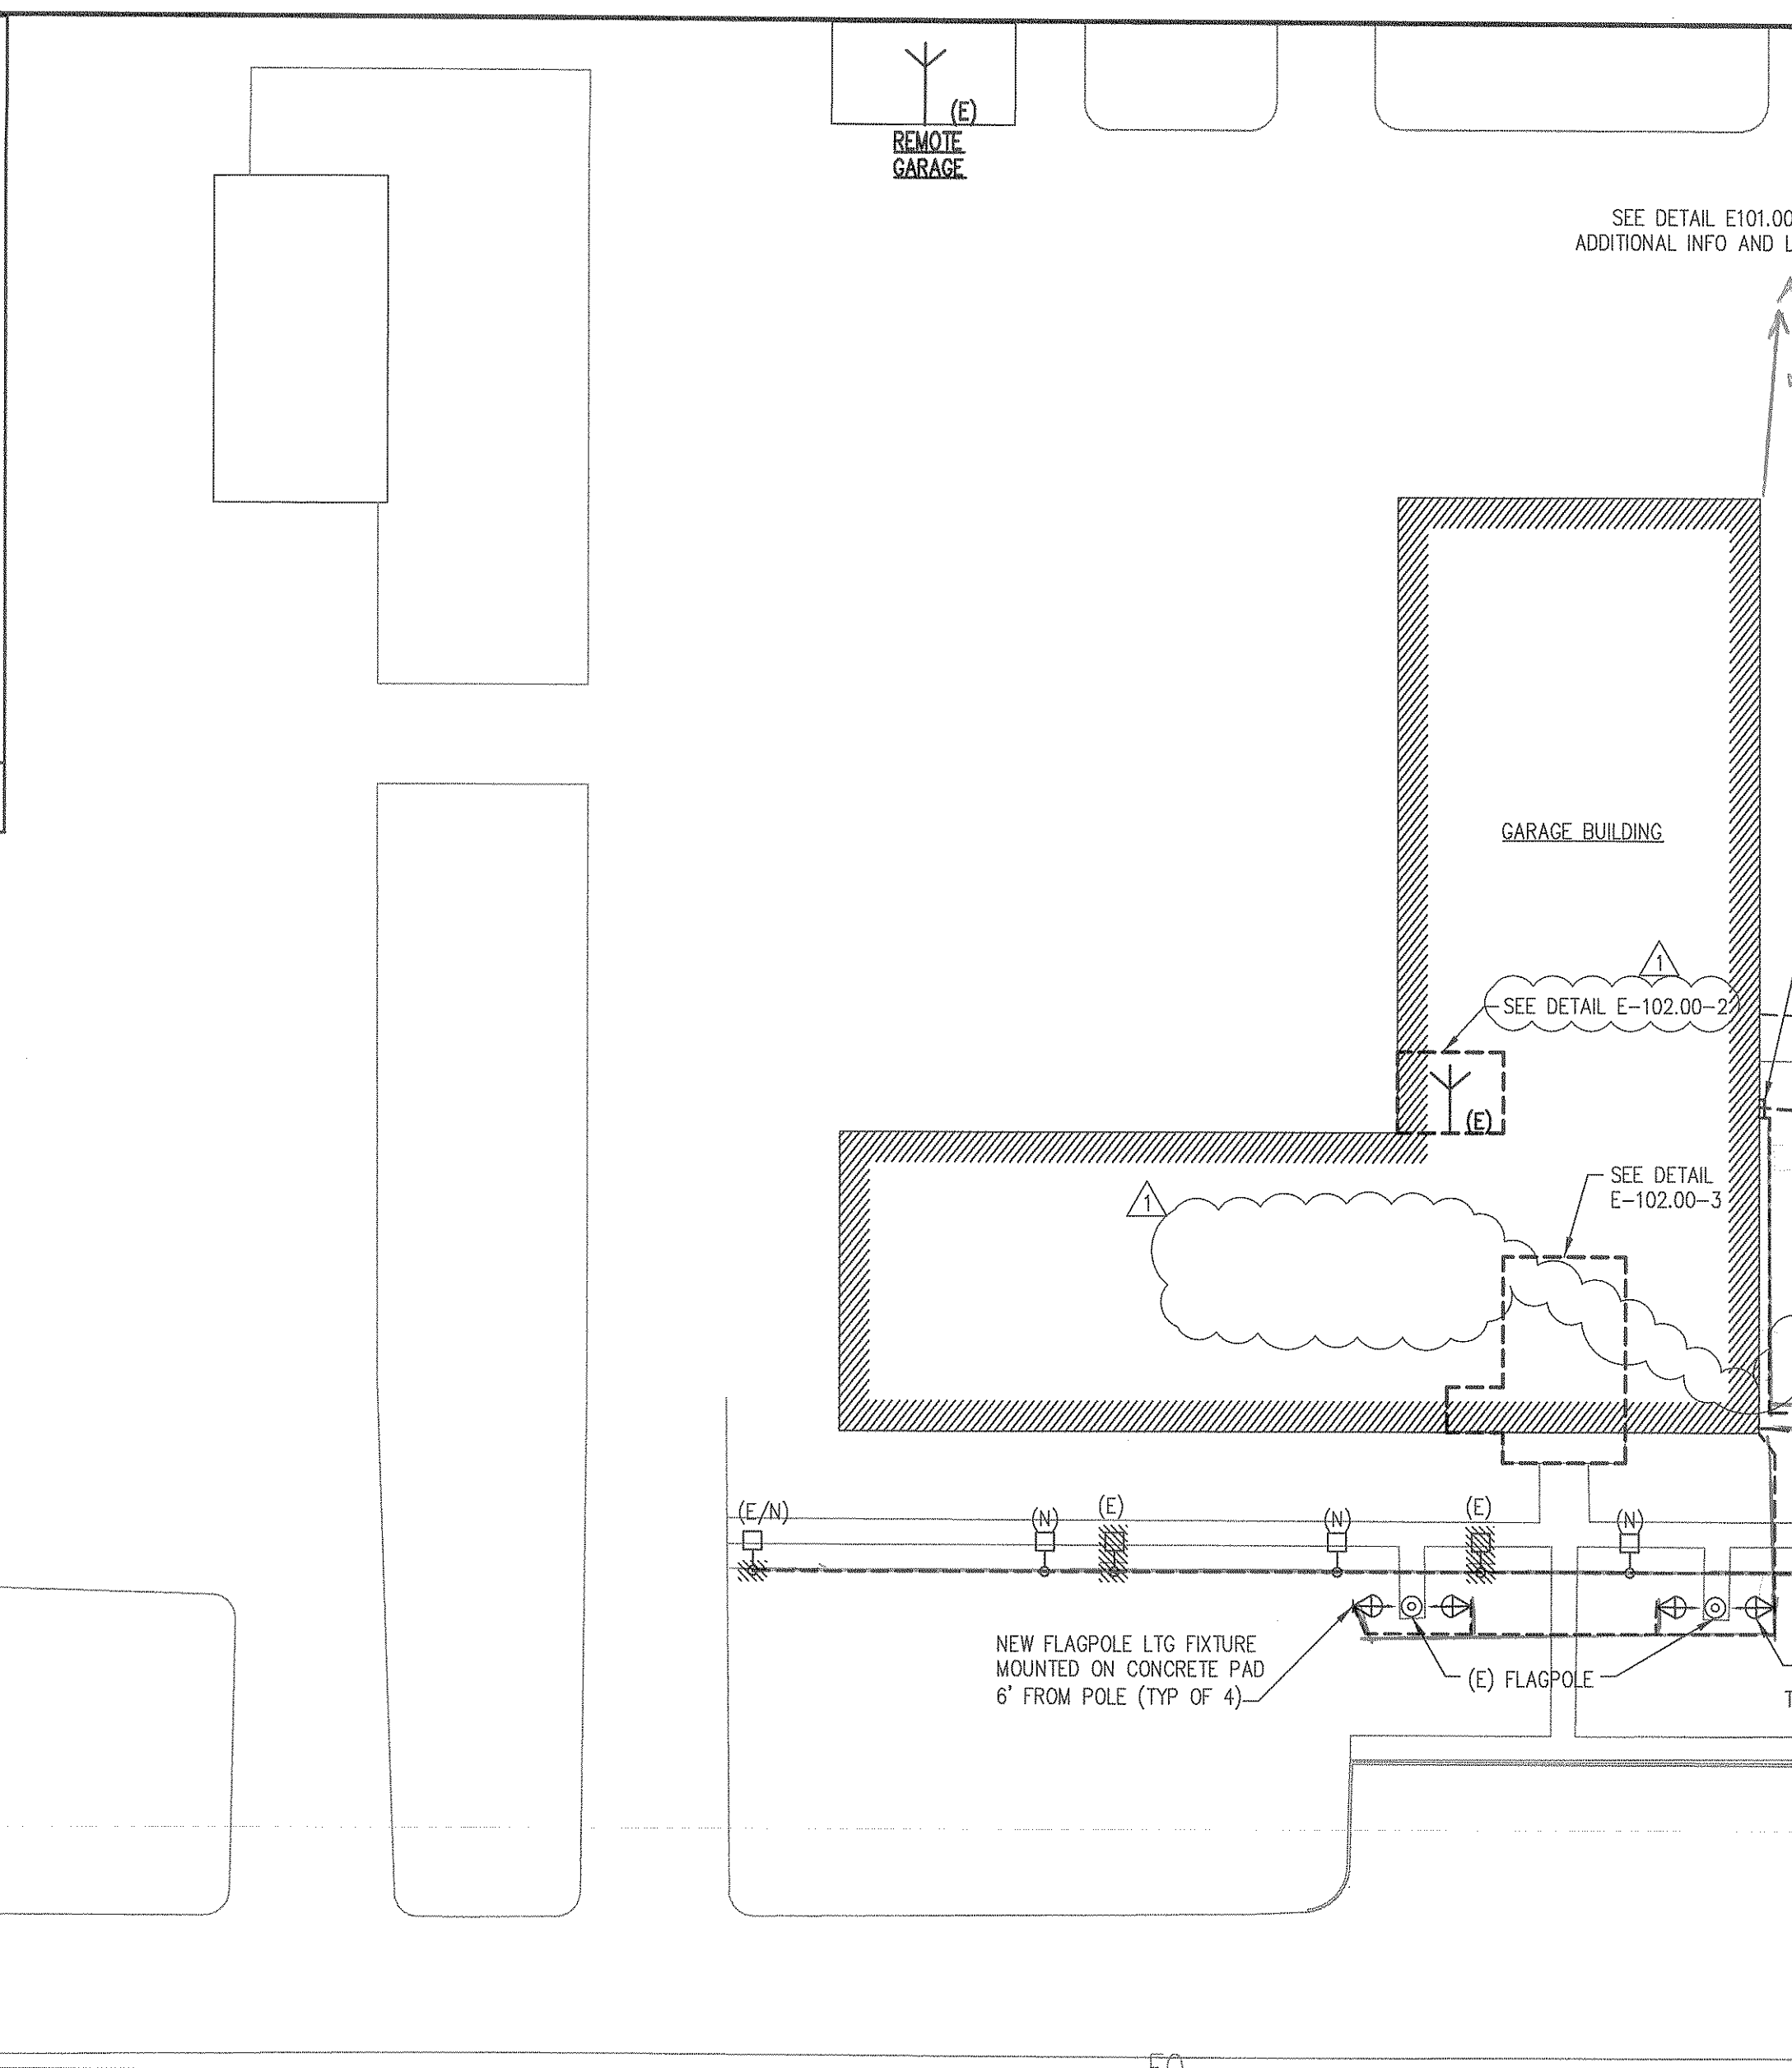 (E)
REMOTE
GARAGE
SEE DETAIL E101.00
ADDITIONAL INFO AND
GARAGE BUILDING
1
SEE DETAIL E-102.00-2
(E)
SEE DETAIL
E-102.00-3
1
(E/N)
(N)
(E)
(N)
(E)
(N)
NEW FLAGPOLE LTG FIXTURE
MOUNTED ON CONCRETE PAD
6' FROM POLE (TYP OF 4)
(E) FLAGPOLE